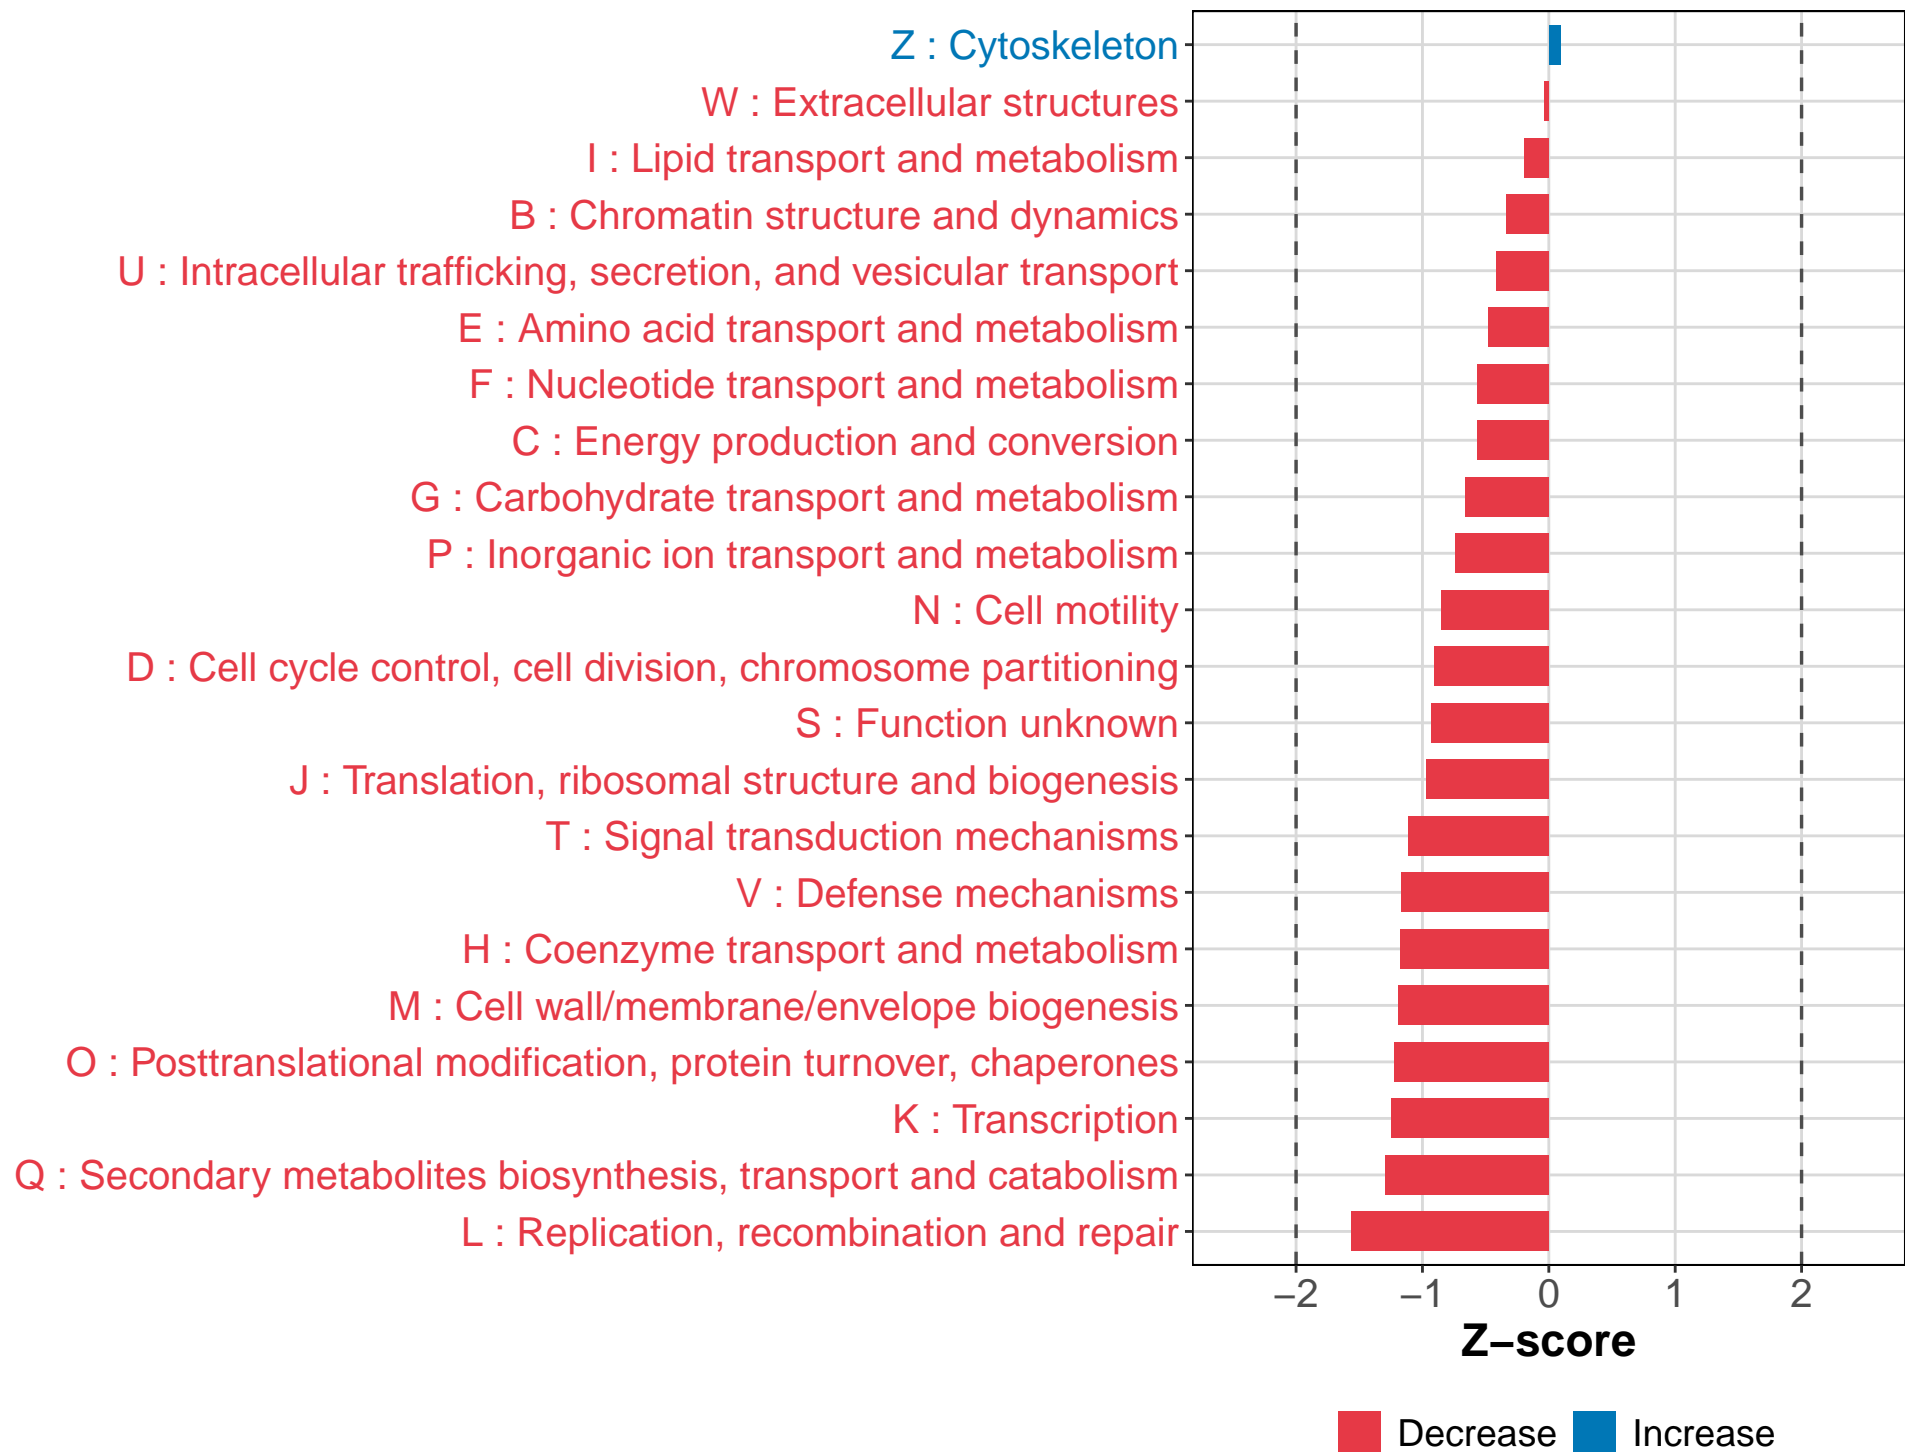 Z : Cytoskeleton
W : Extracellular structures
I : Lipid transport and metabolism
B : Chromatin structure and dynamics
U : Intracellular trafficking, secretion, and vesicular transport
E : Amino acid transport and metabolism
F : Nucleotide transport and metabolism
C : Energy production and conversion
G : Carbohydrate transport and metabolism
P : Inorganic ion transport and metabolism
N : Cell motility
D : Cell cycle control, cell division, chromosome partitioning
S : Function unknown
J : Translation, ribosomal structure and biogenesis
T : Signal transduction mechanisms
V : Defense mechanisms
H : Coenzyme transport and metabolism
M : Cell wall/membrane/envelope biogenesis
O : Posttranslational modification, protein turnover, chaperones
K : Transcription
Q : Secondary metabolites biosynthesis, transport and catabolism
L : Replication, recombination and repair
−2 −1 0 1 2
Z−score
Decrease Increase